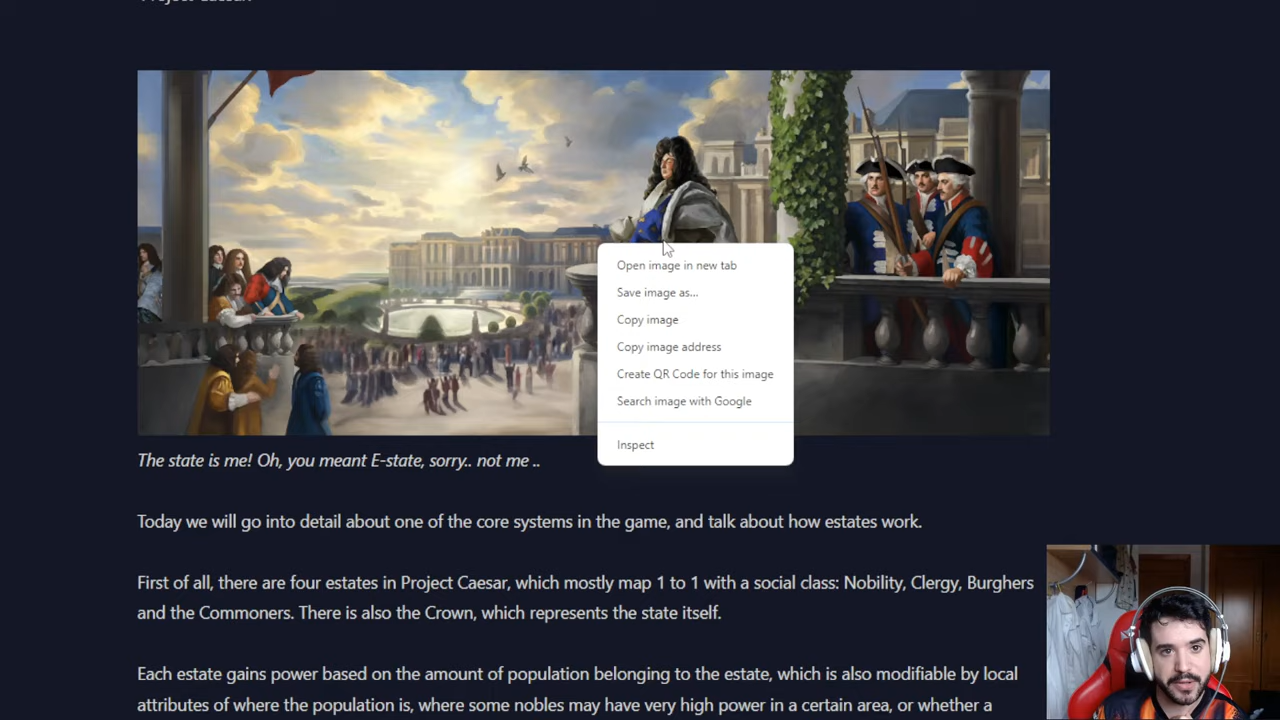 Open image in new tab
Save image as...
Copy image
Copy image address
Create QR Code for this image
Search image with Google
Inspect
The state is me! Oh, you meant E-state, sorry.. not me ..
Today we will go into detail about one of the core systems in the game, and talk about how estates work.
First of all, there are four estates in Project Caesar, which mostly map 1 to 1 with a social class: Nobility, Clergy, Burghers
and the Commoners. There is also the Crown, which represents the state itself.
Each estate gains power based on the amount of population belonging to the estate, which is also modifiable by local
attributes of where the population is, where some nobles may have very high power in a certain area, or whether a